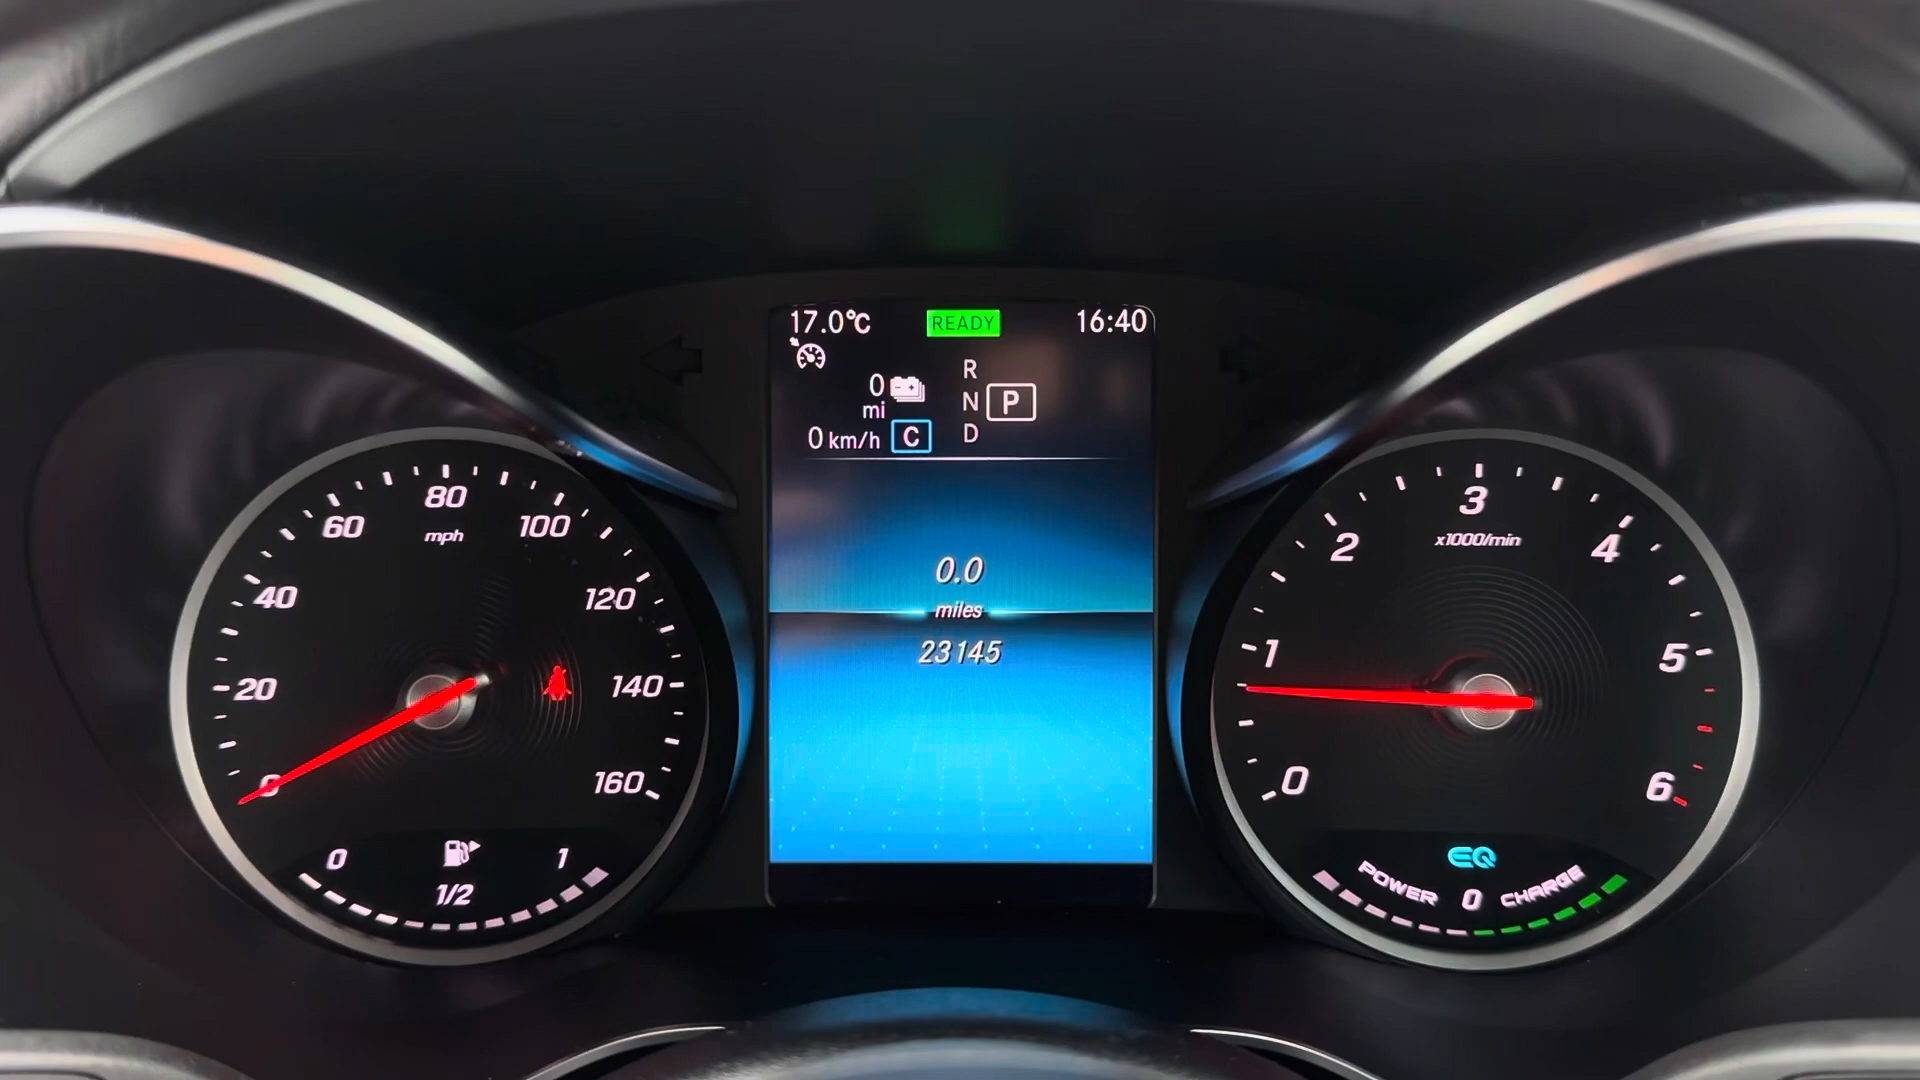 17.0°C READY 16:40
R
0
mi
N P
0 km/h C D
0.0
miles
23145
0 20 40 60 80 100 120 140 160
mph
0 1/2 1
0 1 2 3 4 5 6
x1000/min
EQ
POWER 0 CHARGE